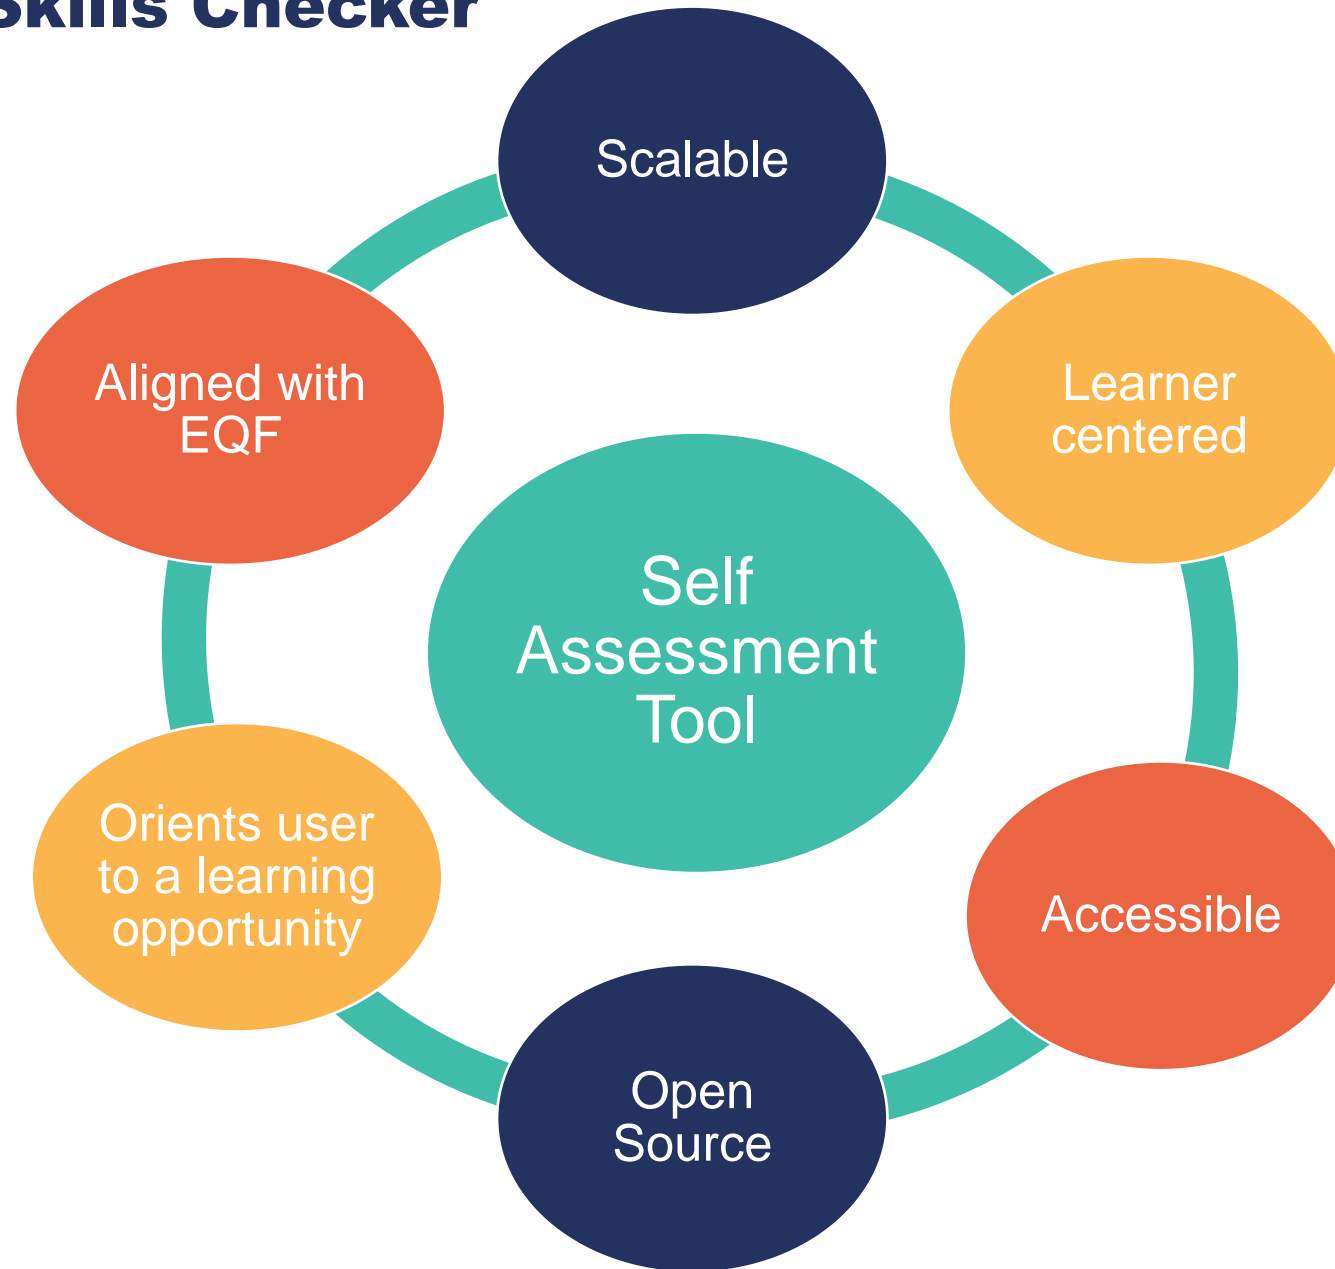 Skills Checker
Scalable
Learner
centered
Accessible
Open
Source
Orients user
to a learning
opportunity
Aligned with
EQF
Self
Assessment
Tool